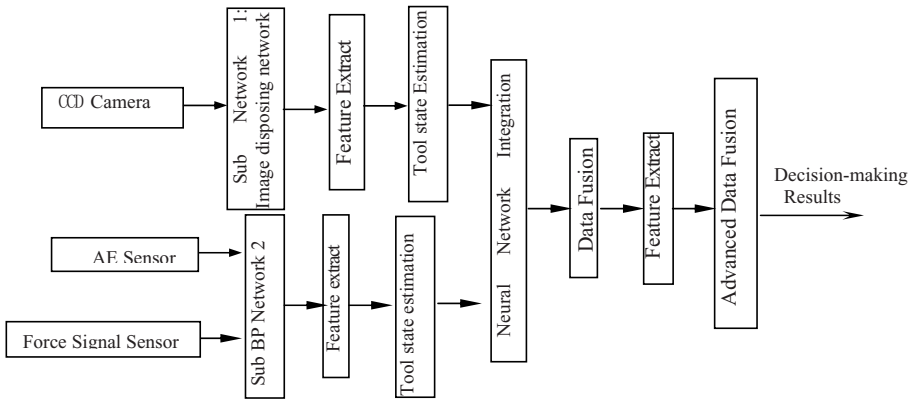 CCD Camera
Sub Network 1:
Image disposing network
Feature Extract
Tool state Estimation
AE Sensor
Force Signal Sensor
Sub BP Network 2
Feature extract
Tool state estimation
Neural Network Integration
Data Fusion
Feature Extract
Advanced Data Fusion
Decision-making
Results